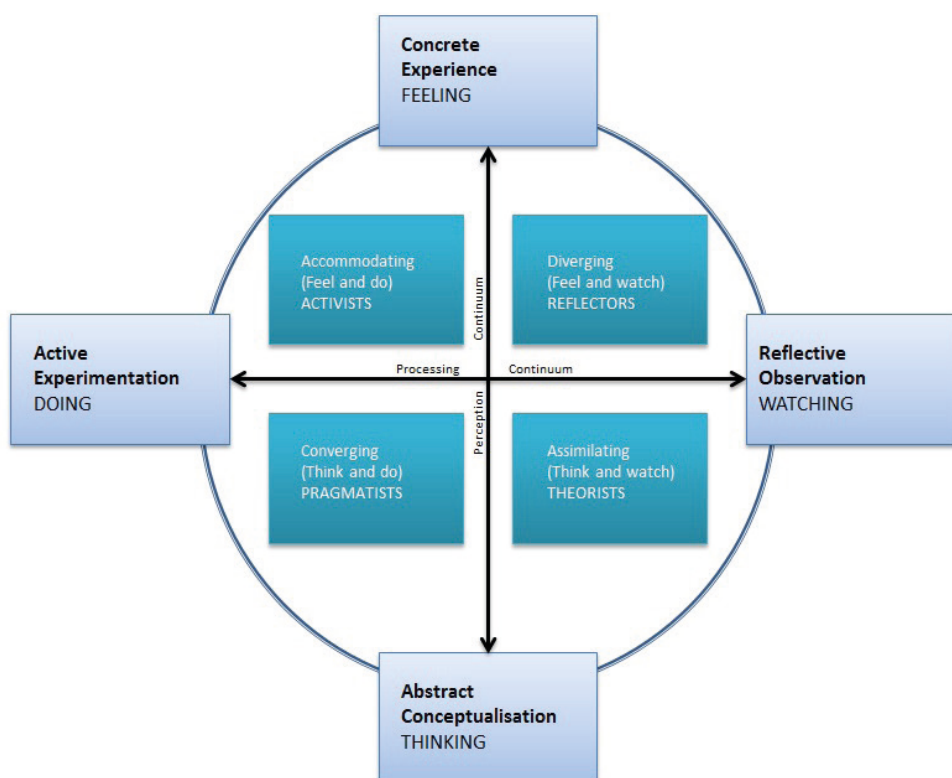 Concrete
Experience
FEELING
Accommodating
(Feel and do)
ACTIVISTS
Diverging
(Feel and watch)
REFLECTORS
Continuum
Active
Experimentation
DOING
Processing
Continuum
Reflective
Observation
WATCHING
Perception
Converging
(Think and do)
PRAGMATISTS
Assimilating
(Think and watch)
THEORISTS
Abstract
Conceptualisation
THINKING